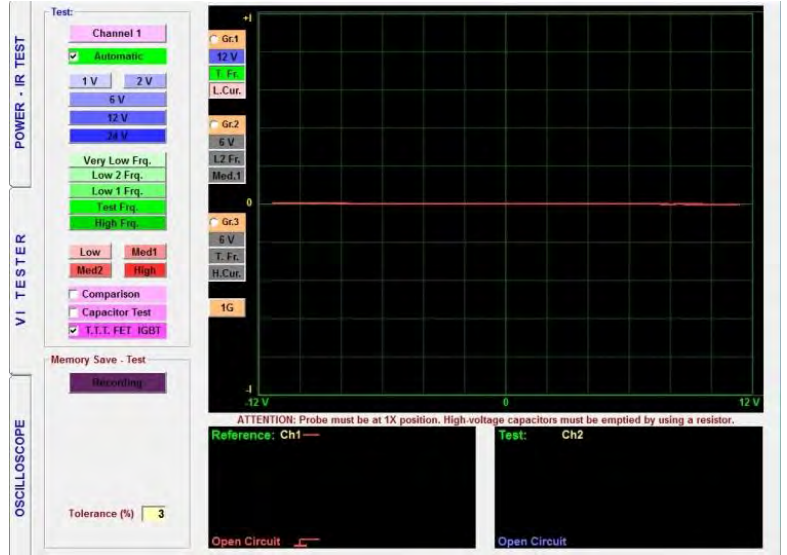 POWER - IR TEST
VI TESTER
OSCILLOSCOPE
Test:
Channel 1
Automatic
1 V
2 V
6 V
12 V
24 V
Very Low Frq.
Low 2 Frq.
Low 1 Frq.
Test Frq.
High Frq.
Low
Med1
Med2
High
Comparison
Capacitor Test
T.T.T. FET IGBT
Memory Save - Test
Recording
Tolerance (%) 3
Gr.1
12 V
T. Fr.
L.Cur.
Gr.2
6 V
L2 Fr.
Med.1
Gr.3
6 V
T. Fr.
H.Cur.
1G
+I
0
-I
-12 V
0
12 V
ATTENTION: Probe must be at 1X position. High-voltage capacitors must be emptied by using a resistor.
Reference: Ch1
Open Circuit
Test: Ch2
Open Circuit